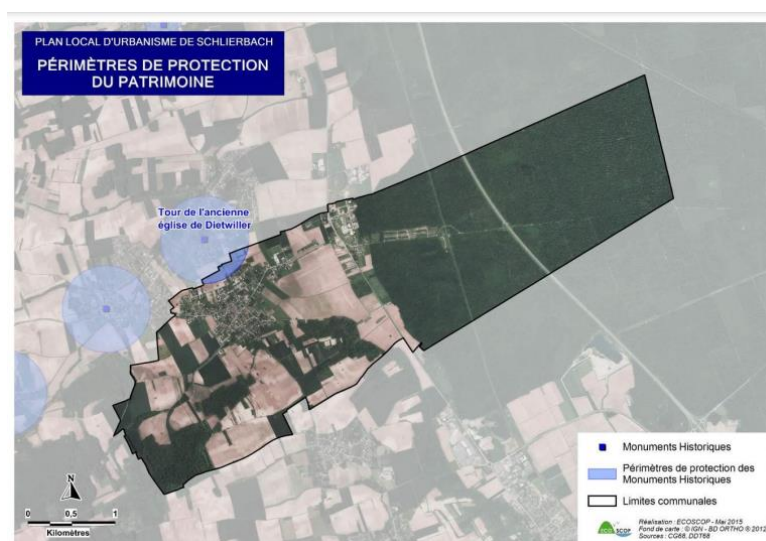 PLAN LOCAL D'URBANISME DE SCHLIERBACH
PÉRIMÈTRES DE PROTECTION
DU PATRIMOINE
Tour de l'ancienne
église de Dietwiller
Monuments Historiques
Périmètres de protection des
Monuments Historiques
Limites communales
N
0 0,5 1
Kilomètres
ECOSCOP
Réalisation : ECOSCOP - Mai 2015
Fond de carte : © IGN - BD ORTHO ® 2012
Sources : CG68, DDT68